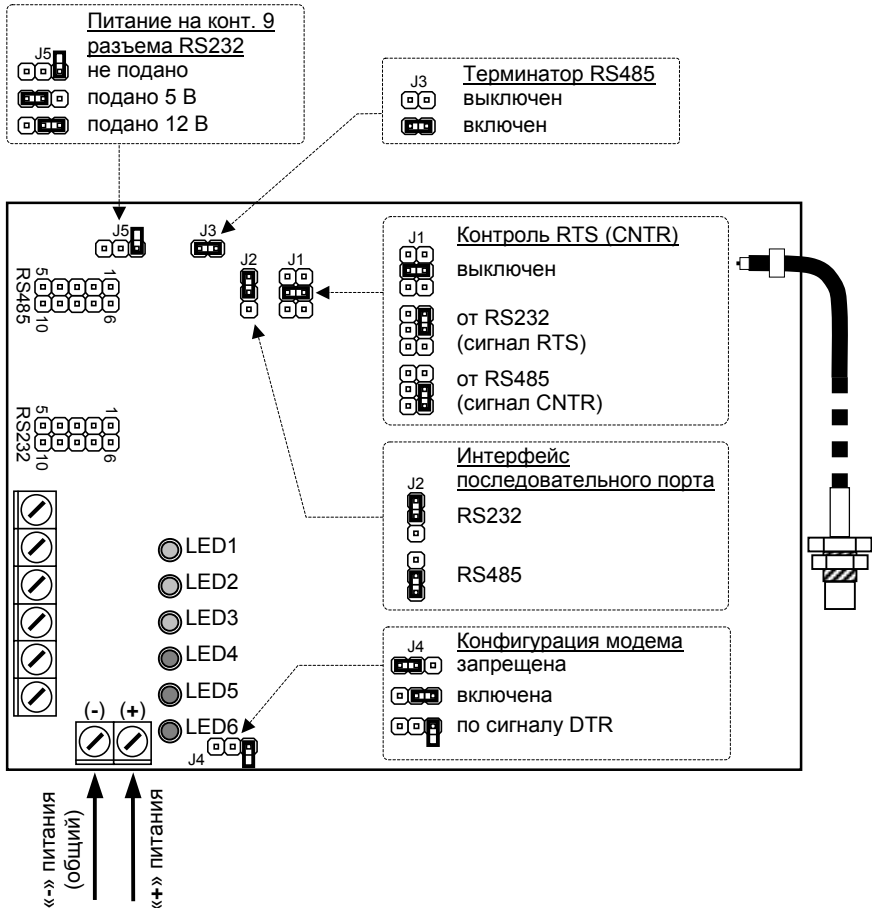 Питание на конт. 9
разъема RS232
J5
не подано
подано 5 В
подано 12 В
Терминатор RS485
J3
выключен
включен
J5
J3
J2
J1
RS485
5
1
10
6
RS232
5
1
10
6
Контроль RTS (CNTR)
J1
выключен
от RS232
(сигнал RTS)
от RS485
(сигнал CNTR)
Интерфейс
последовательного порта
J2
RS232
RS485
LED1
LED2
LED3
LED4
LED5
LED6
Конфигурация модема
J4
запрещена
включена
по сигналу DTR
(-) (+)
J4
«-» питания
(общий)
«+» питания